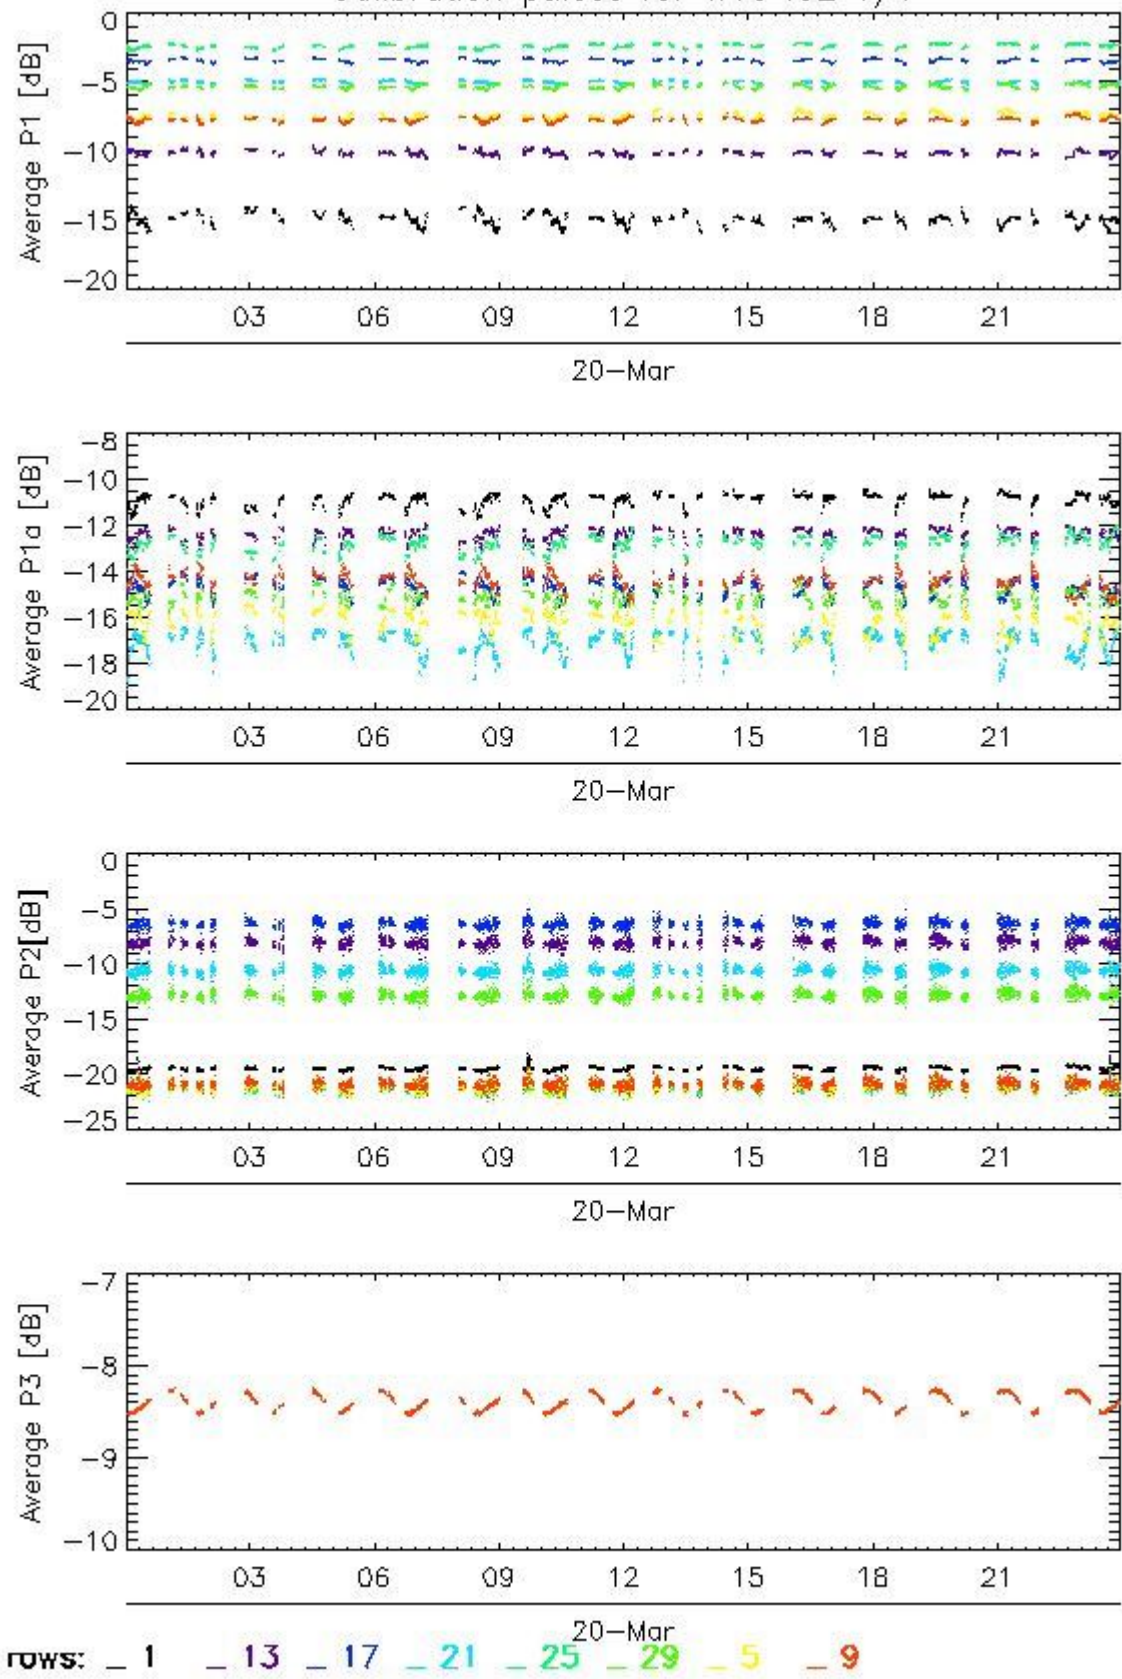 0
−5
−10
−15
−20
Average P1 [dB]
03 06 09 12 15 18 21
20−Mar
−8
−10
−12
−14
−16
−18
−20
Average P1a [dB]
03 06 09 12 15 18 21
20−Mar
0
−5
−10
−15
−20
−25
Average P2[dB]
03 06 09 12 15 18 21
20−Mar
−7
−8
−9
−10
Average P3 [dB]
03 06 09 12 15 18 21
20−Mar
rows: _ 1 _ 13 _ 17 _ 21 _ 25 _ 29 _ 5 _ 9